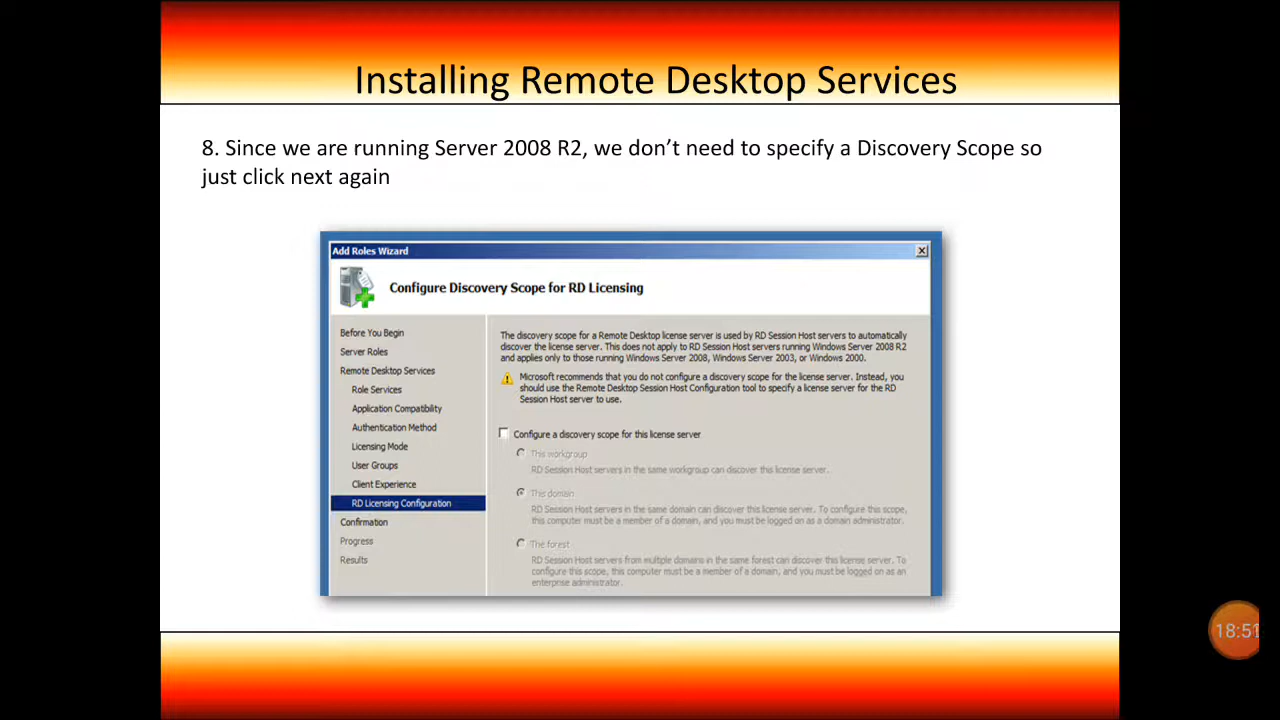 Installing Remote Desktop Services
8. Since we are running Server 2008 R2, we don't need to specify a Discovery Scope so
just click next again
Add Roles Wizard
Configure Discovery Scope for RD Licensing
Before You Begin
Server Roles
Remote Desktop Services
Role Services
Application Compatibility
Authentication Method
Licensing Mode
User Groups
Client Experience
RD Licensing Configuration
Confirmation
Progress
Results
The discovery scope for a Remote Desktop license server is used by RD Session Host servers to automatically
discover the license server. This does not apply to RD Session Host servers running Windows Server 2008 R2
and applies only to those running Windows Server 2008, Windows Server 2003, or Windows 2000.
Microsoft recommends that you do not configure a discovery scope for the license server. Instead, you
should use the Remote Desktop Session Host Configuration tool to specify a license server for the RD
Session Host server to use.
Configure a discovery scope for this license server
This workgroup
RD Session Host servers in the same workgroup can discover this license server.
This domain
RD Session Host servers in the same domain can discover this license server. To configure this scope,
this computer must be a member of a domain, and you must be logged on as a domain administrator.
The forest
RD Session Host servers from multiple domains in the same forest can discover this license server. To
configure this scope, this computer must be a member of a domain, and you must be logged on as an
enterprise administrator.
18:51